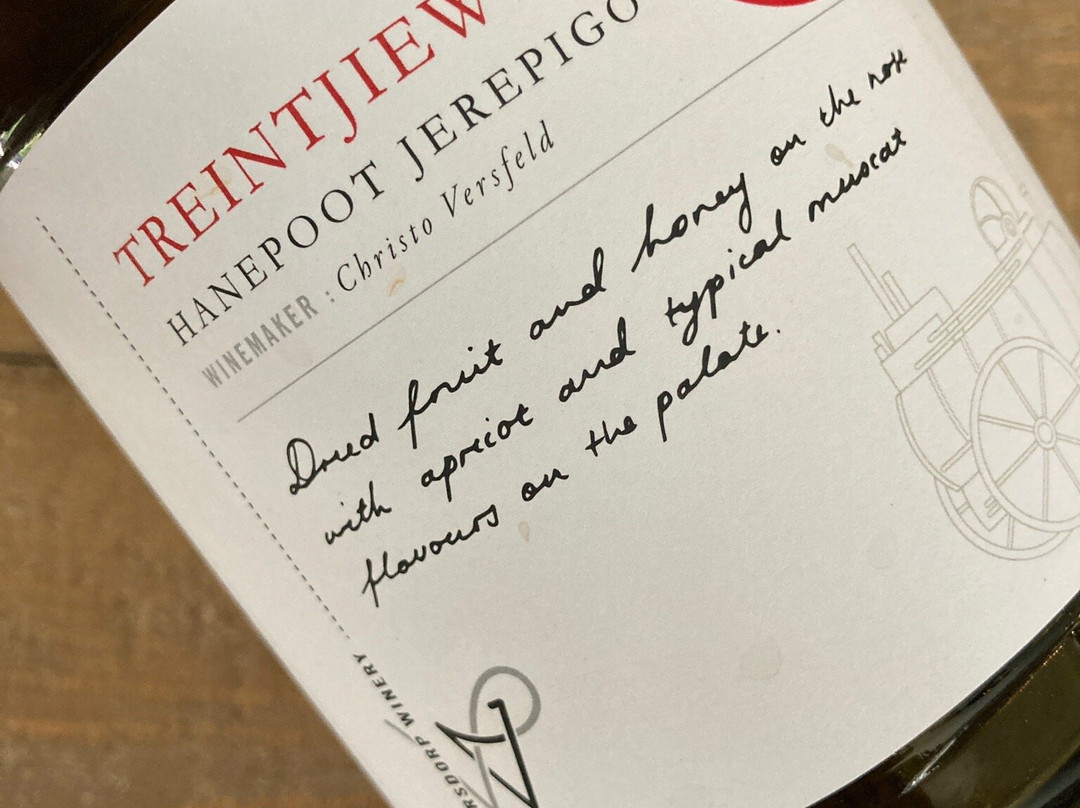 TREINTJIEW
HANEPOOT JEREPIGO
WINEMAKER : Christo Versfeld
Dried fruit and honey on the nose
with apricot and typical muscat
flavours on the palate.
RSDORP WINERY